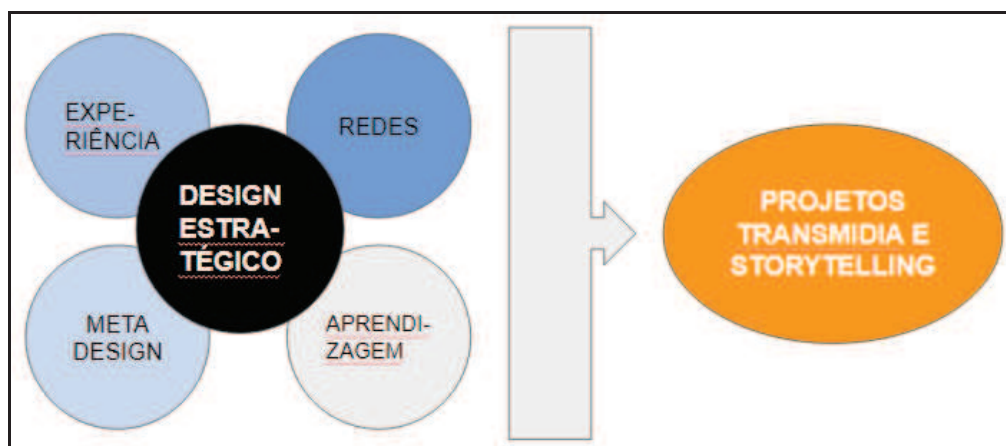 EXPE-
RIÊNCIA
REDES
DESIGN
ESTRA-
TÉGICO
META
DESIGN
APRENDI-
ZAGEM
PROJETOS
TRANSMIDIA E
STORYTELLING